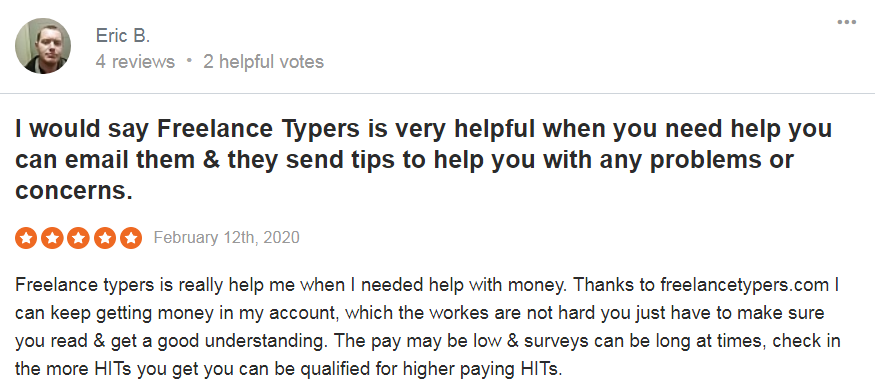 Eric B.
4 reviews • 2 helpful votes
I would say Freelance Typers is very helpful when you need help you
can email them & they send tips to help you with any problems or
concerns.
February 12th, 2020
Freelance typers is really help me when I needed help with money. Thanks to freelancetypers.com I
can keep getting money in my account, which the workes are not hard you just have to make sure
you read & get a good understanding. The pay may be low & surveys can be long at times, check in
the more HITs you get you can be qualified for higher paying HITs.